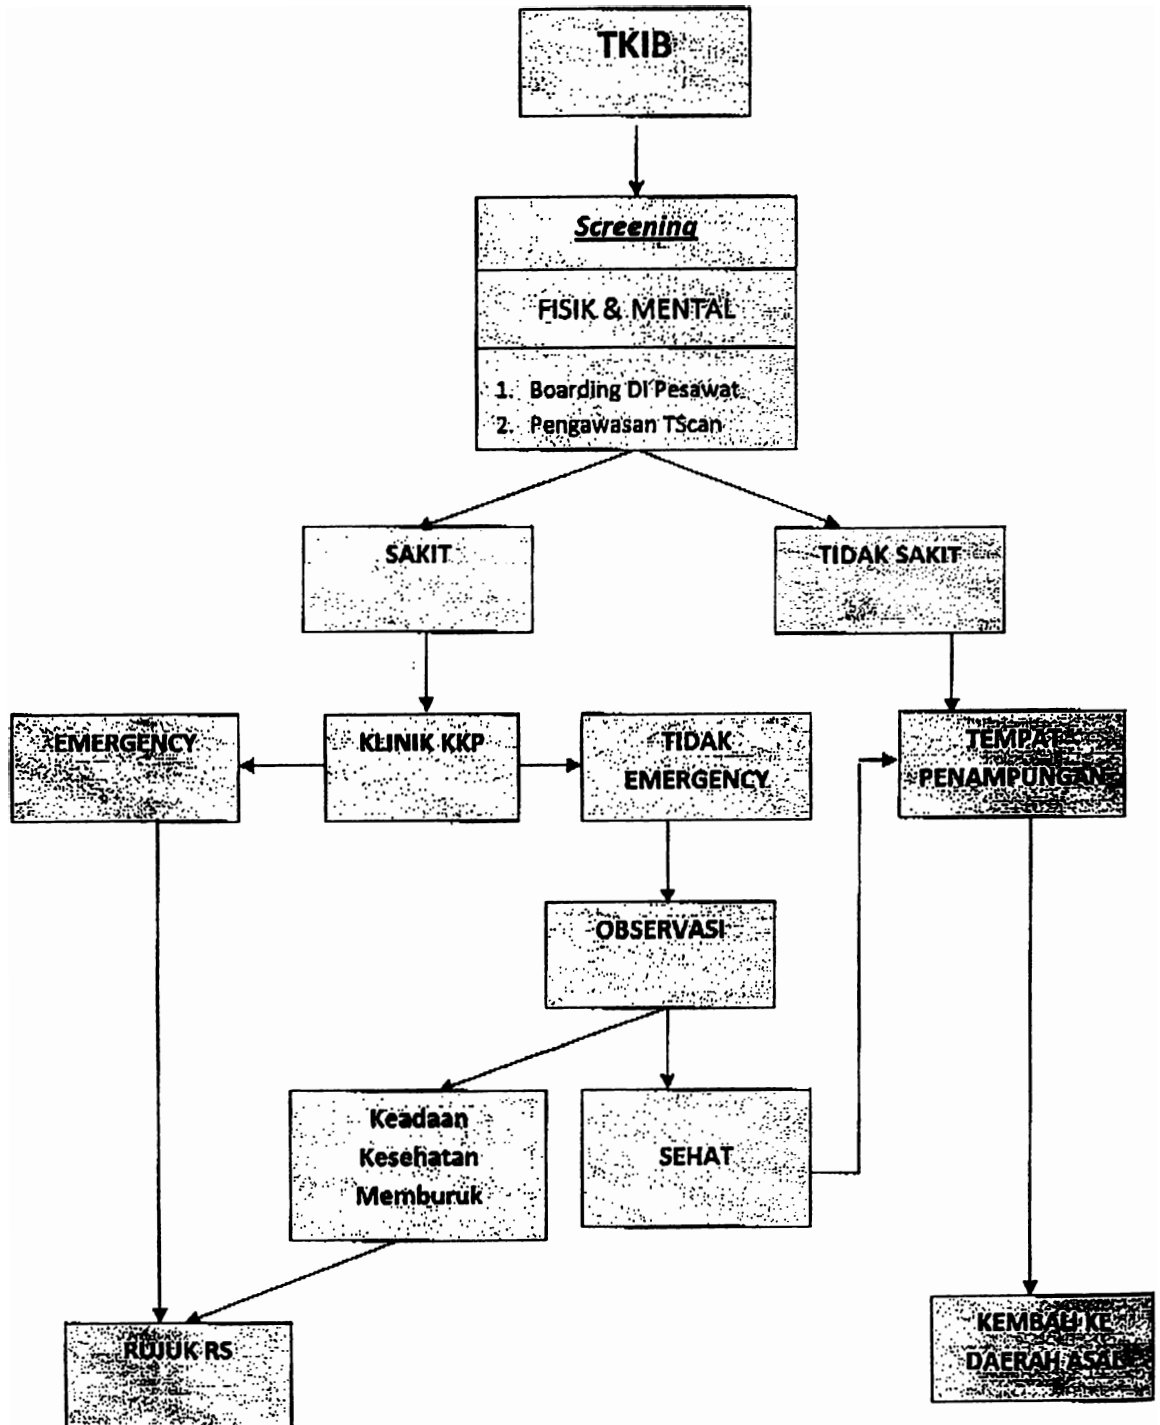 TKIB
Screening
FISIK & MENTAL
1. Boarding Di Pesawat
2. Pengawasan TScan
SAKIT
TIDAK SAKIT
EMERGENCY
KLINIK KKP
TIDAK
EMERGENCY
TEMPAT
PENAMPUNGAN
OBSERVASI
Keadaan
Kesehatan
Memburuk
SEHAT
RUJUK RS
KEMBALI KE
DAERAH ASAL